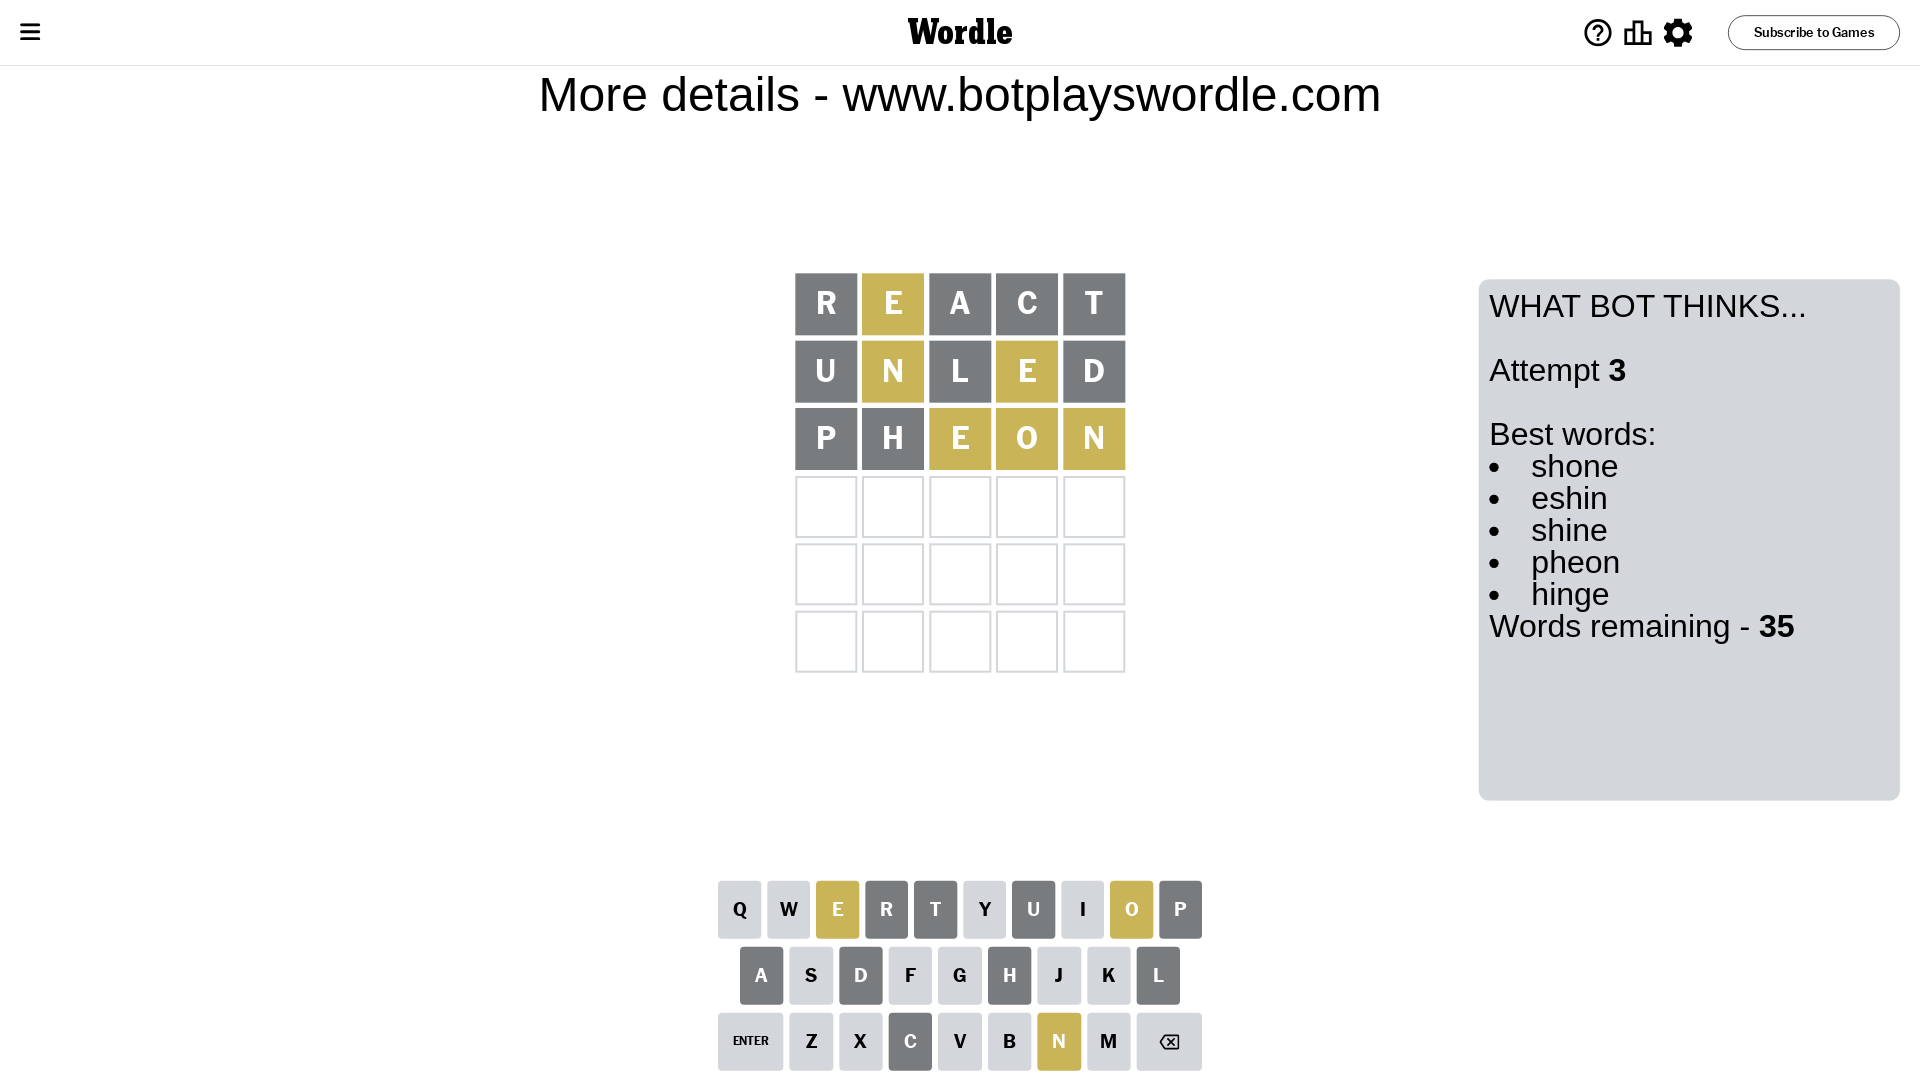 Wordle
Subscribe to Games
More details - www.botplayswordle.com
R E A C T
U N L E D
P H E O N
WHAT BOT THINKS...
Attempt 3
Best words:
• shone
• eshin
• shine
• pheon
• hinge
Words remaining - 35
Q W E R T Y U I O P
A S D F G H J K L
ENTER Z X C V B N M